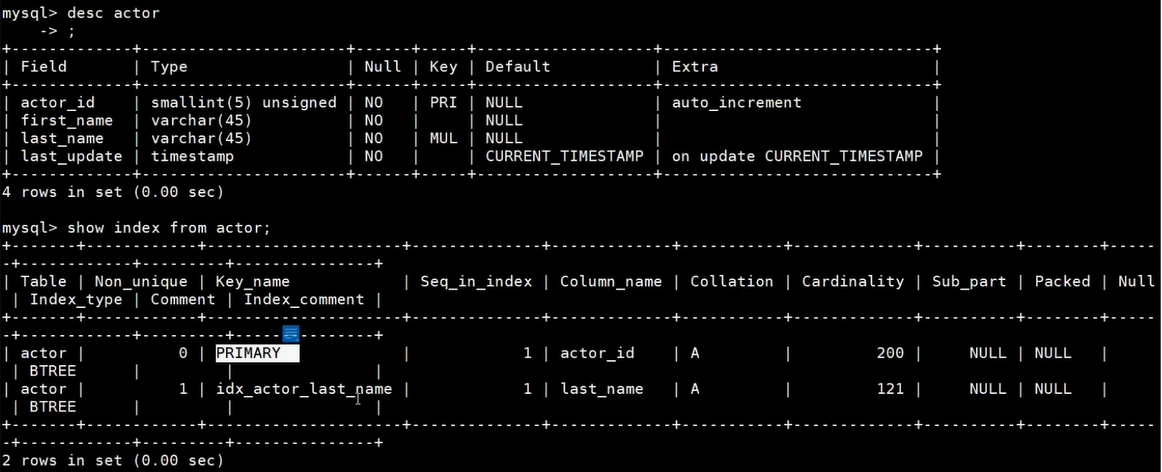 mysql> desc actor
    -> ;
+-------------+----------------------+------+-----+-------------------+-----------------------------+
| Field       | Type                 | Null | Key | Default           | Extra                       |
+-------------+----------------------+------+-----+-------------------+-----------------------------+
| actor_id    | smallint(5) unsigned | NO   | PRI | NULL              | auto_increment              |
| first_name  | varchar(45)          | NO   |     | NULL              |                             |
| last_name   | varchar(45)          | NO   | MUL | NULL              |                             |
| last_update | timestamp            | NO   |     | CURRENT_TIMESTAMP | on update CURRENT_TIMESTAMP |
+-------------+----------------------+------+-----+-------------------+-----------------------------+
4 rows in set (0.00 sec)

mysql> show index from actor;
+-------+------------+---------------------+--------------+-------------+-----------+-------------+----------+--------+-----
-+------------+---------+---------------+
| Table | Non_unique | Key_name            | Seq_in_index | Column_name | Collation | Cardinality | Sub_part | Packed | Null
 | Index_type | Comment | Index_comment |
+-------+------------+---------------------+--------------+-------------+-----------+-------------+----------+--------+-----
-+------------+---------+---------------+
| actor |          0 | PRIMARY             |            1 | actor_id    | A         |         200 |     NULL | NULL   |
 | BTREE      |         |               |
| actor |          1 | idx_actor_last_name |            1 | last_name   | A         |         121 |     NULL | NULL   |
 | BTREE      |         |               |
+-------+------------+---------------------+--------------+-------------+-----------+-------------+----------+--------+-----
-+------------+---------+---------------+
2 rows in set (0.00 sec)